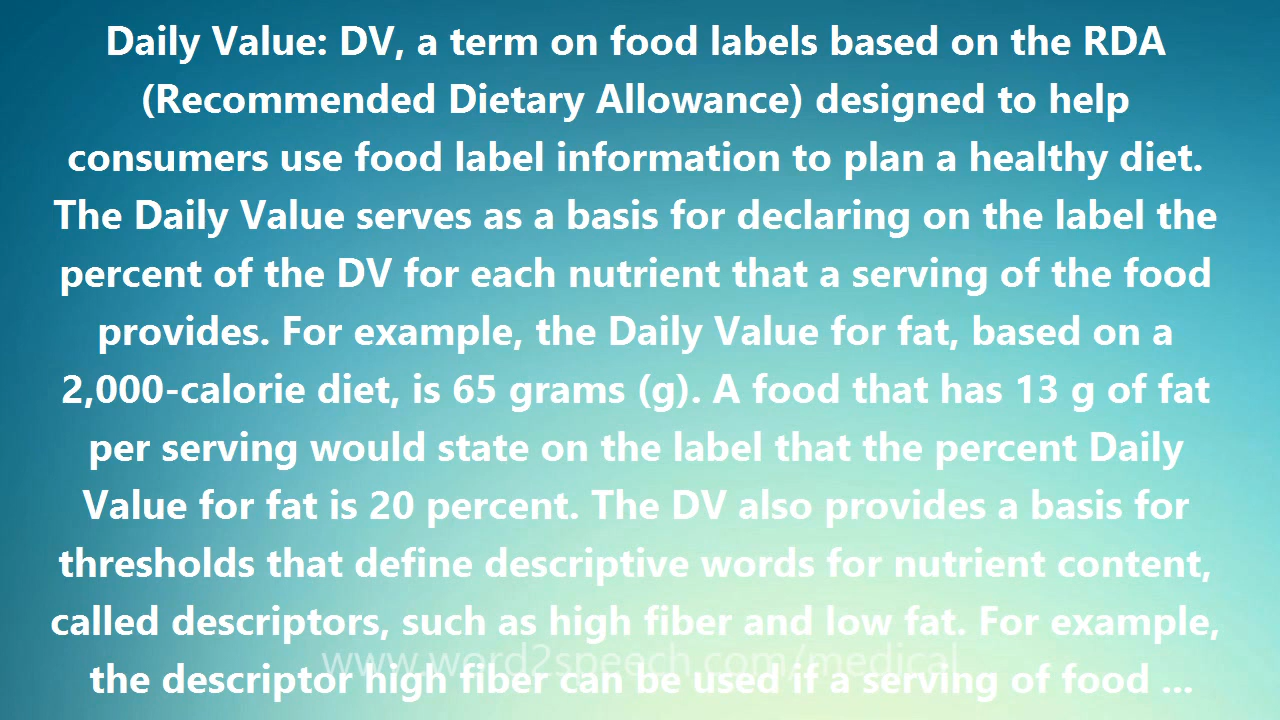 Daily Value: DV, a term on food labels based on the RDA
(Recommended Dietary Allowance) designed to help
consumers use food label information to plan a healthy diet.
The Daily Value serves as a basis for declaring on the label the
percent of the DV for each nutrient that a serving of the food
provides. For example, the Daily Value for fat, based on a
2,000-calorie diet, is 65 grams (g). A food that has 13 g of fat
per serving would state on the label that the percent Daily
Value for fat is 20 percent. The DV also provides a basis for
thresholds that define descriptive words for nutrient content,
called descriptors, such as high fiber and low fat. For example,
the descriptor high fiber can be used if a serving of food ...
www.word2speech.com/medical